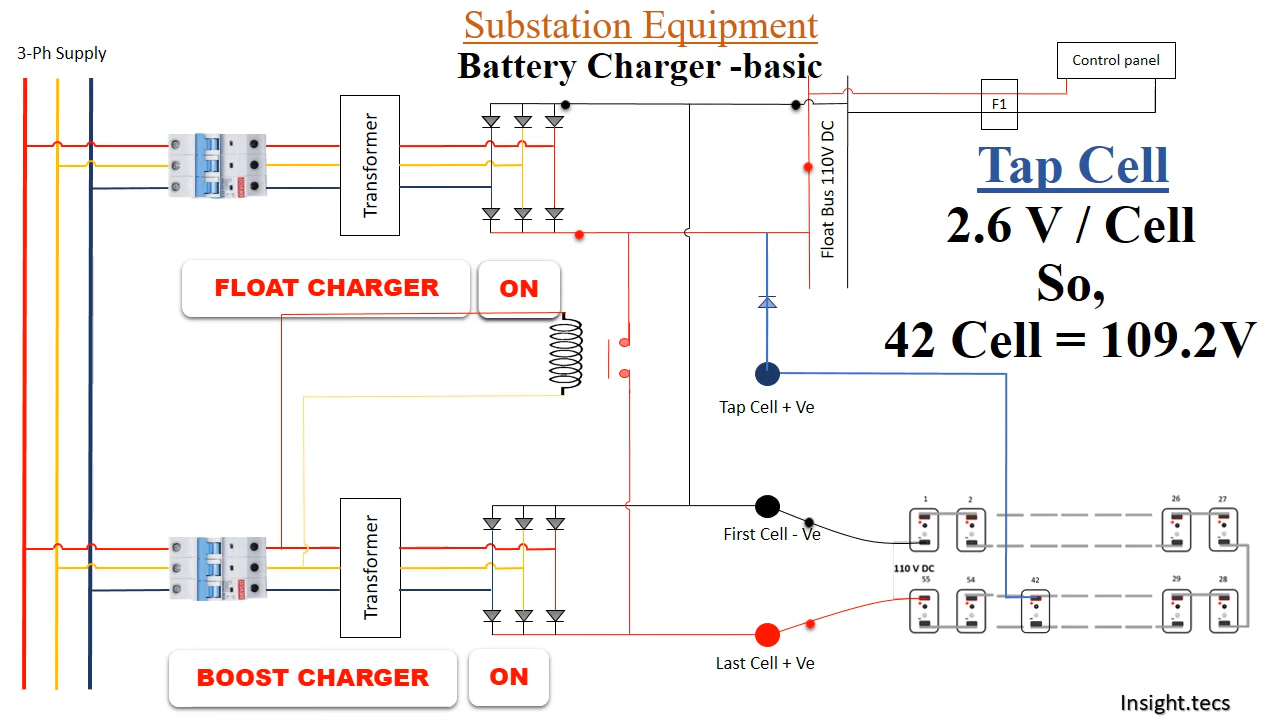 Substation Equipment
Battery Charger -basic
3-Ph Supply
Control panel
F1
Transformer
Float Bus 110V DC
Tap Cell
2.6 V / Cell
So,
42 Cell = 109.2V
FLOAT CHARGER
ON
Tap Cell + Ve
Transformer
First Cell - Ve
1
2
26
27
110 V DC
55
54
42
29
28
Last Cell + Ve
BOOST CHARGER
ON
Insight.tecs